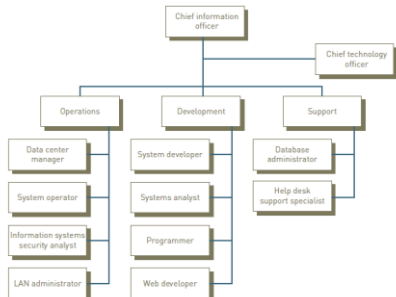 Chief information
officer
Chief technology
officer
Operations
Development
Support
Data center
manager
System developer
Database
administrator
System operator
Systems analyst
Help desk
support specialist
Information systems
security analyst
Programmer
LAN administrator
Web developer